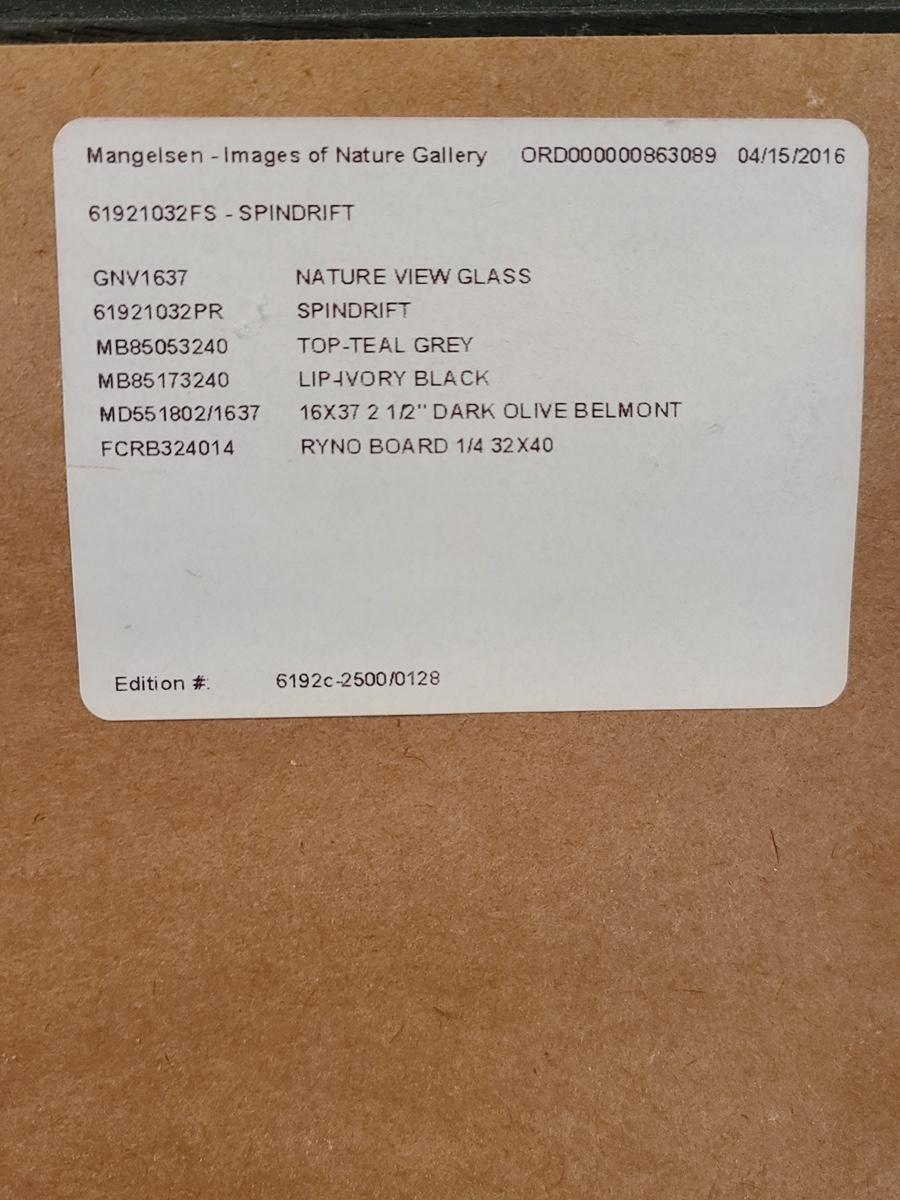 Mangelsen - Images of Nature Gallery ORD000000863089 04/15/2016
61921032FS - SPINDRIFT
GNV1637 NATURE VIEW GLASS
61921032PR SPINDRIFT
MB85053240 TOP-TEAL GREY
MB85173240 LIP-IVORY BLACK
MD551802/1637 16X37 2 1/2" DARK OLIVE BELMONT
FCRB324014 RYNO BOARD 1/4 32X40
Edition #: 6192c-2500/0128